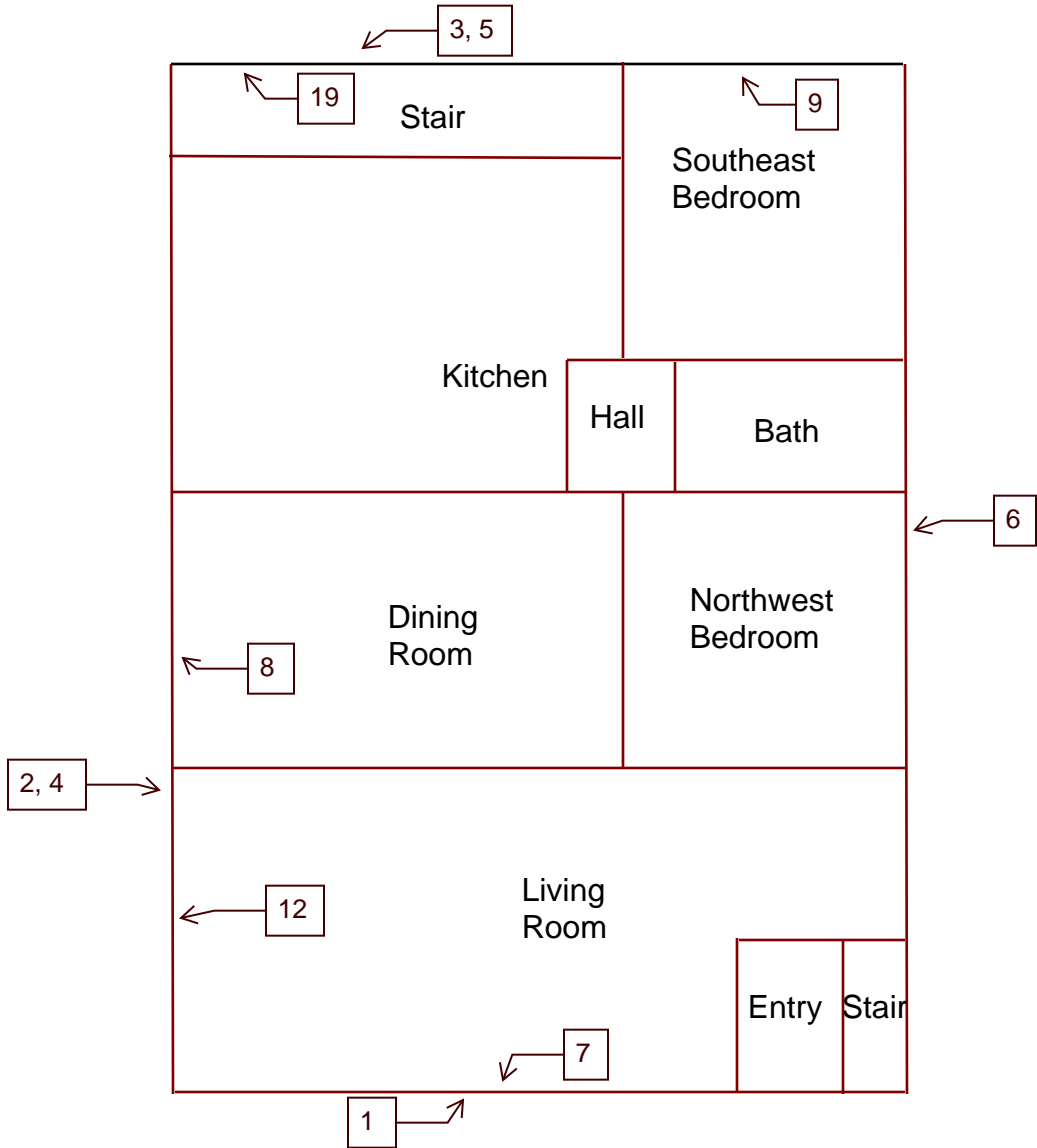 3, 5
19
9
Stair
Southeast
Bedroom
Kitchen
Hall
Bath
6
Dining
Room
Northwest
Bedroom
8
2, 4
Living
Room
12
Entry
Stair
7
1